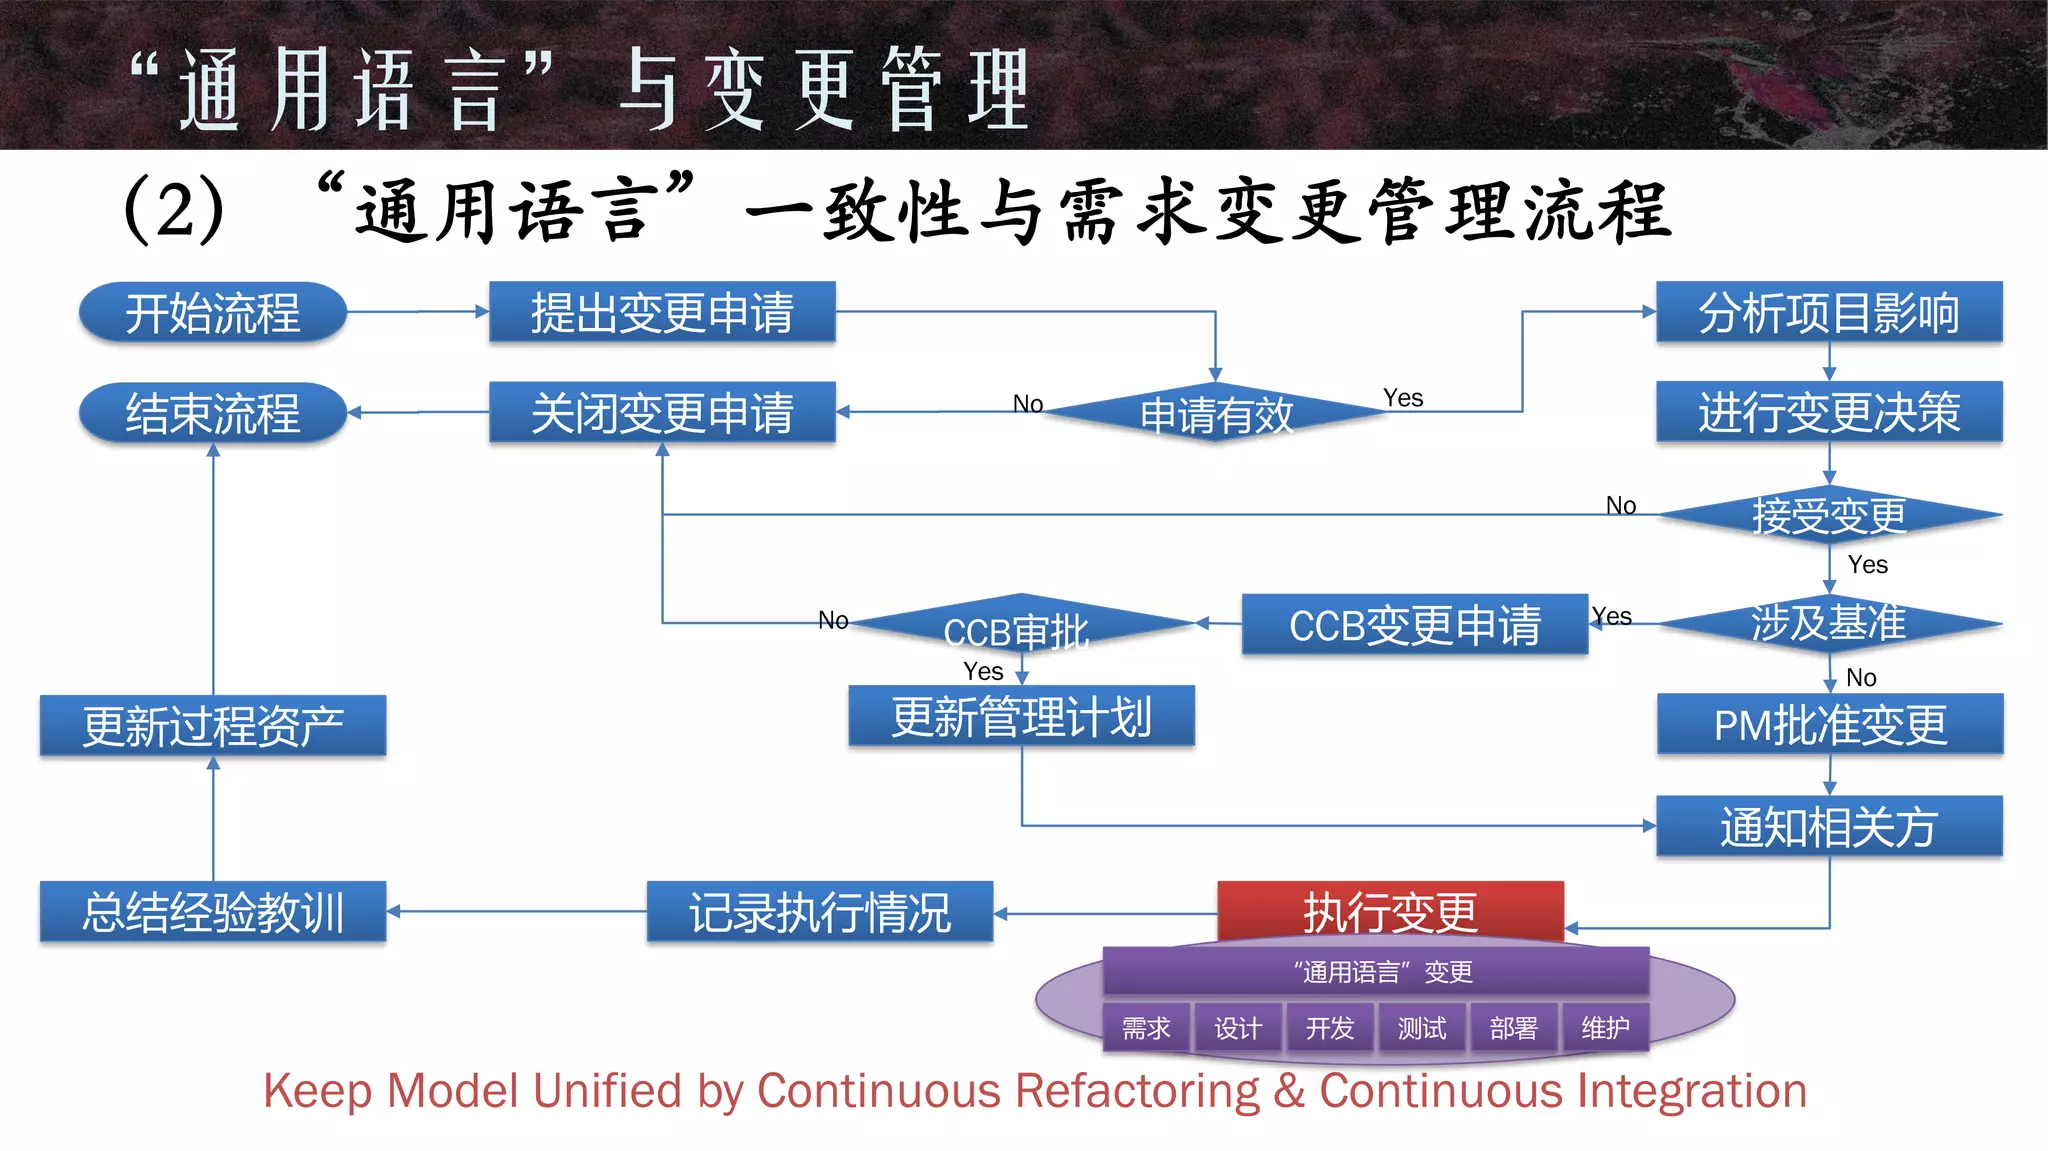 “通用语言”与变更管理
（2）“通用语言”一致性与需求变更管理流程
开始流程
提出变更申请
分析项目影响
结束流程
关闭变更申请
No
申请有效
Yes
进行变更决策
No
接受变更
Yes
No
CCB审批
CCB变更申请
Yes
涉及基准
Yes
No
更新过程资产
更新管理计划
PM批准变更
通知相关方
总结经验教训
记录执行情况
执行变更
“通用语言”变更
需求
设计
开发
测试
部署
维护
Keep Model Unified by Continuous Refactoring & Continuous Integration